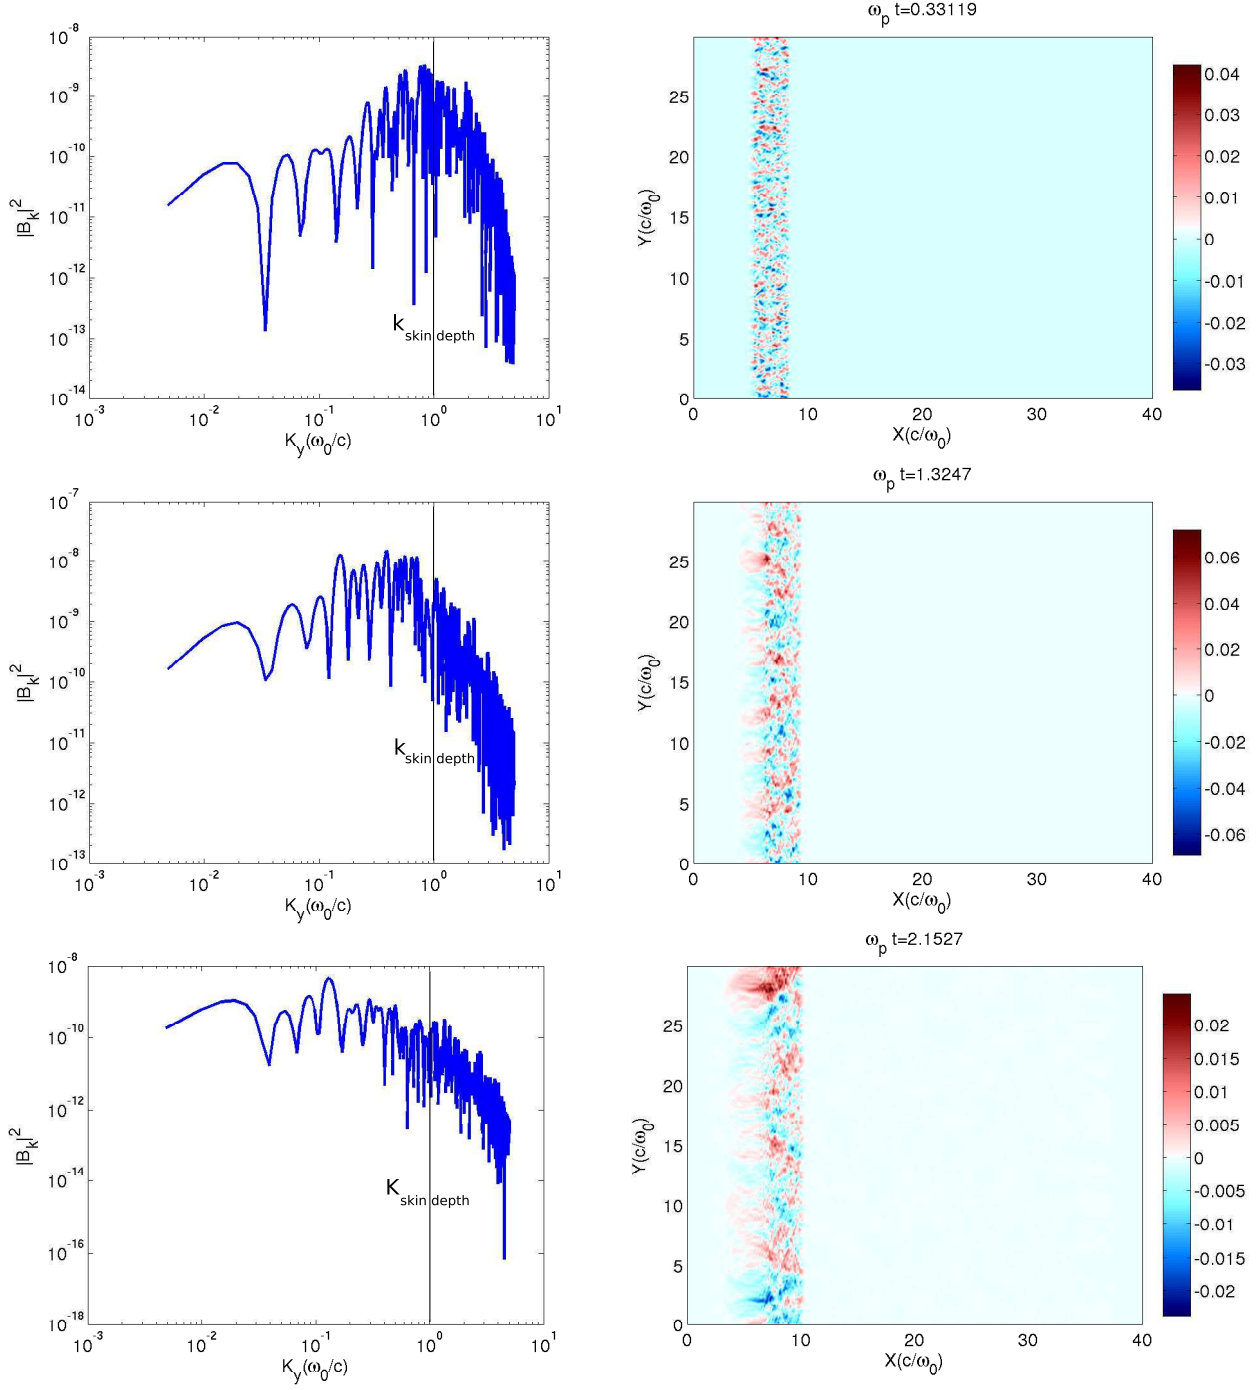 ωp t=0.33119
10^-8
10^-9
10^-10
10^-11
10^-12
10^-13
10^-14
|B_k|^2
k_skin depth
10^-3 10^-2 10^-1 10^0 10^1
K_y(ω_0/c)
25
20
15
10
5
0
Y(c/ω_0)
0 10 20 30 40
X(c/ω_0)
0.04
0.03
0.02
0.01
0
-0.01
-0.02
-0.03
ωp t=1.3247
10^-7
10^-8
10^-9
10^-10
10^-11
10^-12
10^-13
|B_k|^2
k_skin depth
10^-3 10^-2 10^-1 10^0 10^1
K_y(ω_0/c)
25
20
15
10
5
0
Y(c/ω_0)
0 10 20 30 40
X(c/ω_0)
0.06
0.04
0.02
0
-0.02
-0.04
-0.06
ωp t=2.1527
10^-8
10^-10
10^-12
10^-14
10^-16
10^-18
|B_k|^2
K_skin depth
10^-3 10^-2 10^-1 10^0 10^1
K_y(ω_0/c)
25
20
15
10
5
0
Y(c/ω_0)
0 10 20 30 40
X(c/ω_0)
0.02
0.015
0.01
0.005
0
-0.005
-0.01
-0.015
-0.02